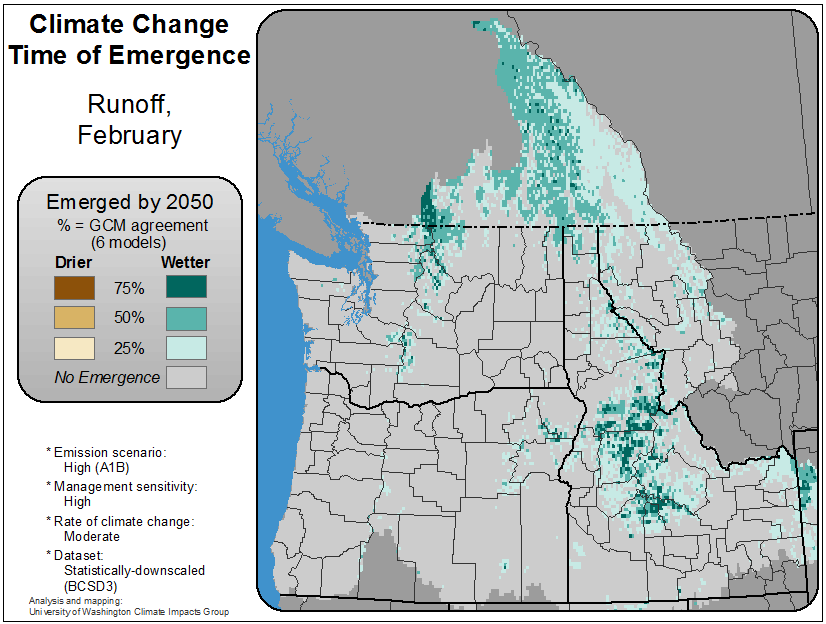 Climate Change
Time of Emergence
Runoff,
February
Emerged by 2050
% = GCM agreement
(6 models)
Drier Wetter
75%
50%
25%
No Emergence
* Emission scenario:
High (A1B)
* Management sensitivity:
High
* Rate of climate change:
Moderate
* Dataset:
Statistically-downscaled
(BCSD3)
Analysis and mapping:
University of Washington Climate Impacts Group